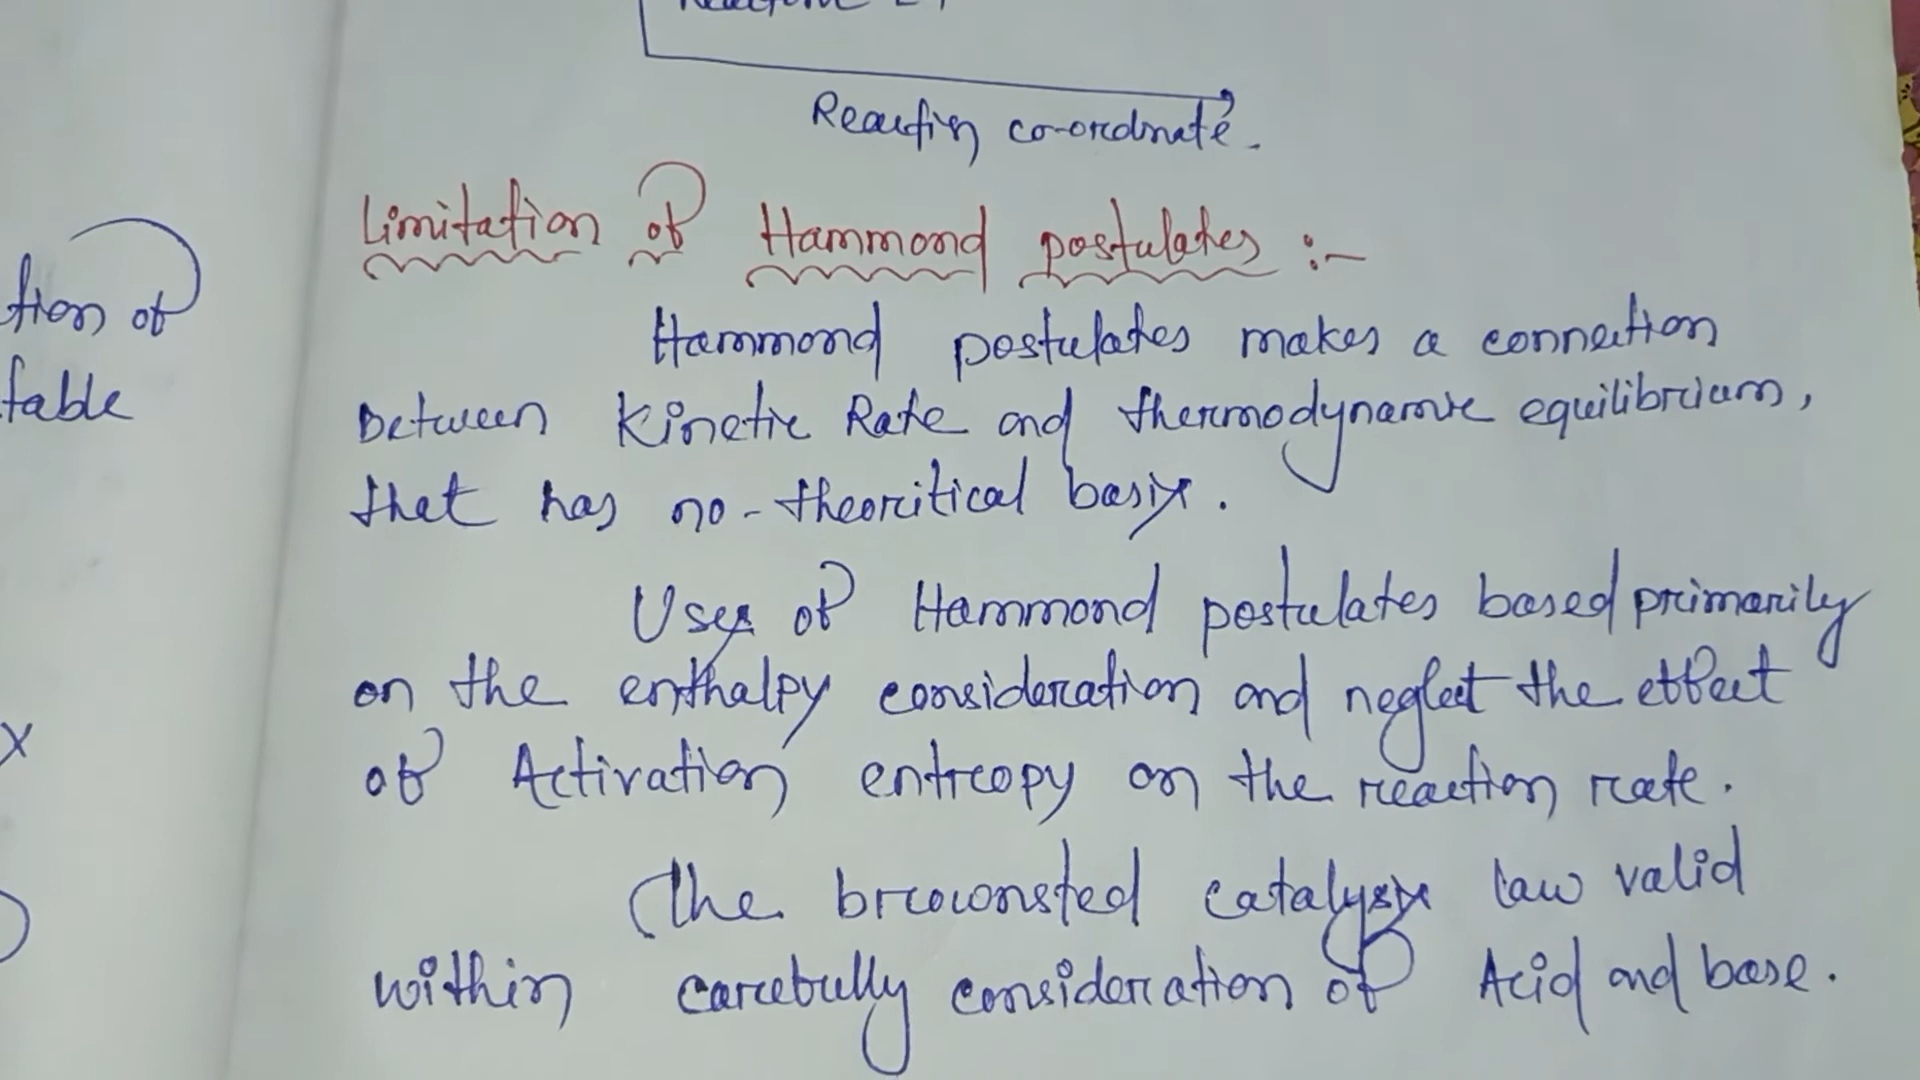 Reaction co-ordinate.
Limitation of Hammond postulates :-
tion of
Hammond postulates makes a connection
table
between Kinetic Rate and thermodynamic equilibrium,
that has no-theoritical basis.
Uses of Hammond postulates based primarily
on the enthalpy consideration and neglect the effect
x
of Activation entropy on the reaction rate.
The brownsted catalysis law valid
within carefully consideration of Acid and base.